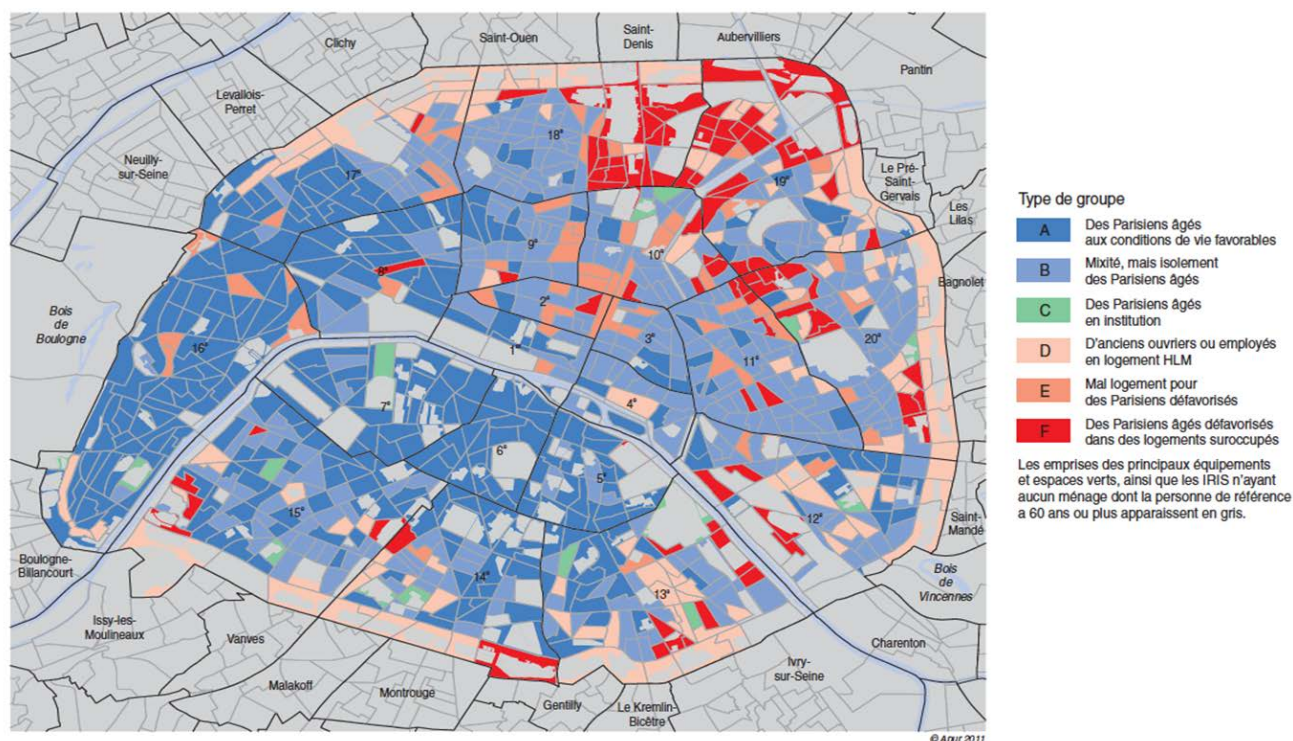 Clichy
Saint-Ouen
Saint-
Denis
Aubervilliers
Pantin
Levallois-
Perret
Neuilly-
sur-Seine
Le Pré-
Saint-
Gervais
Les
Lilas
Bagnolet
Bois
de
Boulogne
18e
17e
19e
9e
10e
8e
2e
3e
1er
11e
20e
16e
4e
7e
6e
5e
15e
12e
14e
13e
Saint-
Mandé
Bois
de
Vincennes
Boulogne-
Billancourt
Issy-les-
Moulineaux
Vanves
Malakoff
Montrouge
Gentilly
Le Kremlin-
Bicêtre
Ivry-
sur-Seine
Charenton
© Apur 2011
Type de groupe
A Des Parisiens âgés
aux conditions de vie favorables
B Mixité, mais isolement
des Parisiens âgés
C Des Parisiens âgés
en institution
D D'anciens ouvriers ou employés
en logement HLM
E Mal logement pour
des Parisiens défavorisés
F Des Parisiens âgés défavorisés
dans des logements suroccupés
Les emprises des principaux équipements
et espaces verts, ainsi que les IRIS n'ayant
aucun ménage dont la personne de référence
a 60 ans ou plus apparaissent en gris.